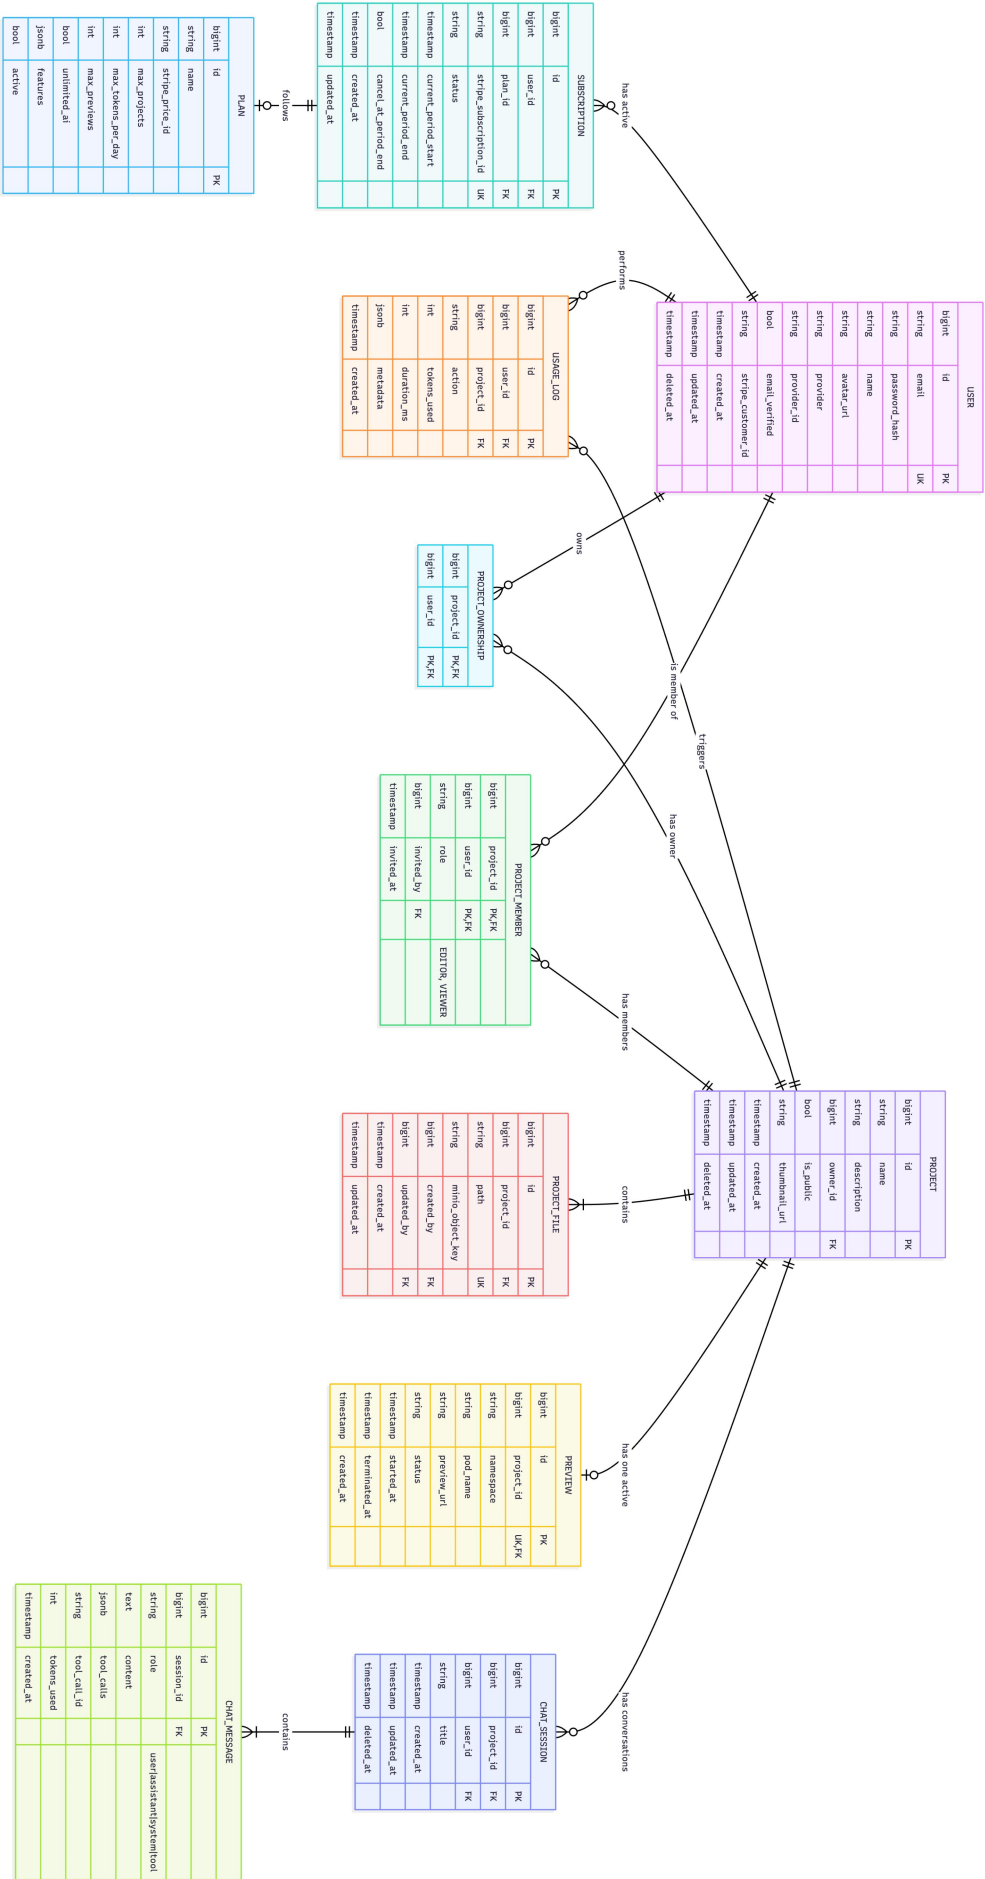 USER
bigint id PK
string email UK
string password_hash
string name
string avatar_url
string provider
string provider_id
bool email_verified
string stripe_customer_id
timestamp created_at
timestamp updated_at
timestamp deleted_at
PROJECT
bigint id PK
string name
string description
bigint owner_id FK
bool is_public
string thumbnail_url
timestamp created_at
timestamp updated_at
timestamp deleted_at
has active
performs
owns
is member of
triggers
has owner
has members
contains
has one active
has conversations
SUBSCRIPTION
bigint id PK
bigint user_id FK
bigint plan_id FK
string stripe_subscription_id UK
string status
timestamp current_period_start
timestamp current_period_end
bool cancel_at_period_end
timestamp created_at
timestamp updated_at
USAGE_LOG
bigint id PK
bigint user_id FK
bigint project_id FK
string action
int tokens_used
int duration_ms
jsonb metadata
timestamp created_at
PROJECT_OWNERSHIP
bigint project_id PK,FK
bigint user_id PK,FK
PROJECT_MEMBER
bigint project_id PK,FK
bigint user_id PK,FK
string role EDITOR, VIEWER
bigint invited_by FK
timestamp invited_at
PROJECT_FILE
bigint id PK
bigint project_id FK
string path UK
string minio_object_key
bigint created_by FK
bigint updated_by FK
timestamp created_at
timestamp updated_at
PREVIEW
bigint id PK
bigint project_id UK,FK
string namespace
string pod_name
string preview_url
string status
timestamp started_at
timestamp terminated_at
timestamp created_at
CHAT_SESSION
bigint id PK
bigint project_id FK
bigint user_id FK
string title
timestamp created_at
timestamp updated_at
timestamp deleted_at
follows
contains
PLAN
bigint id PK
string name
string stripe_price_id
int max_projects
int max_tokens_per_day
int max_previews
bool unlimited_ai
jsonb features
bool active
CHAT_MESSAGE
bigint id PK
bigint session_id FK
string role user|assistant|system|tool
text content
jsonb tool_calls
string tool_call_id
int tokens_used
timestamp created_at